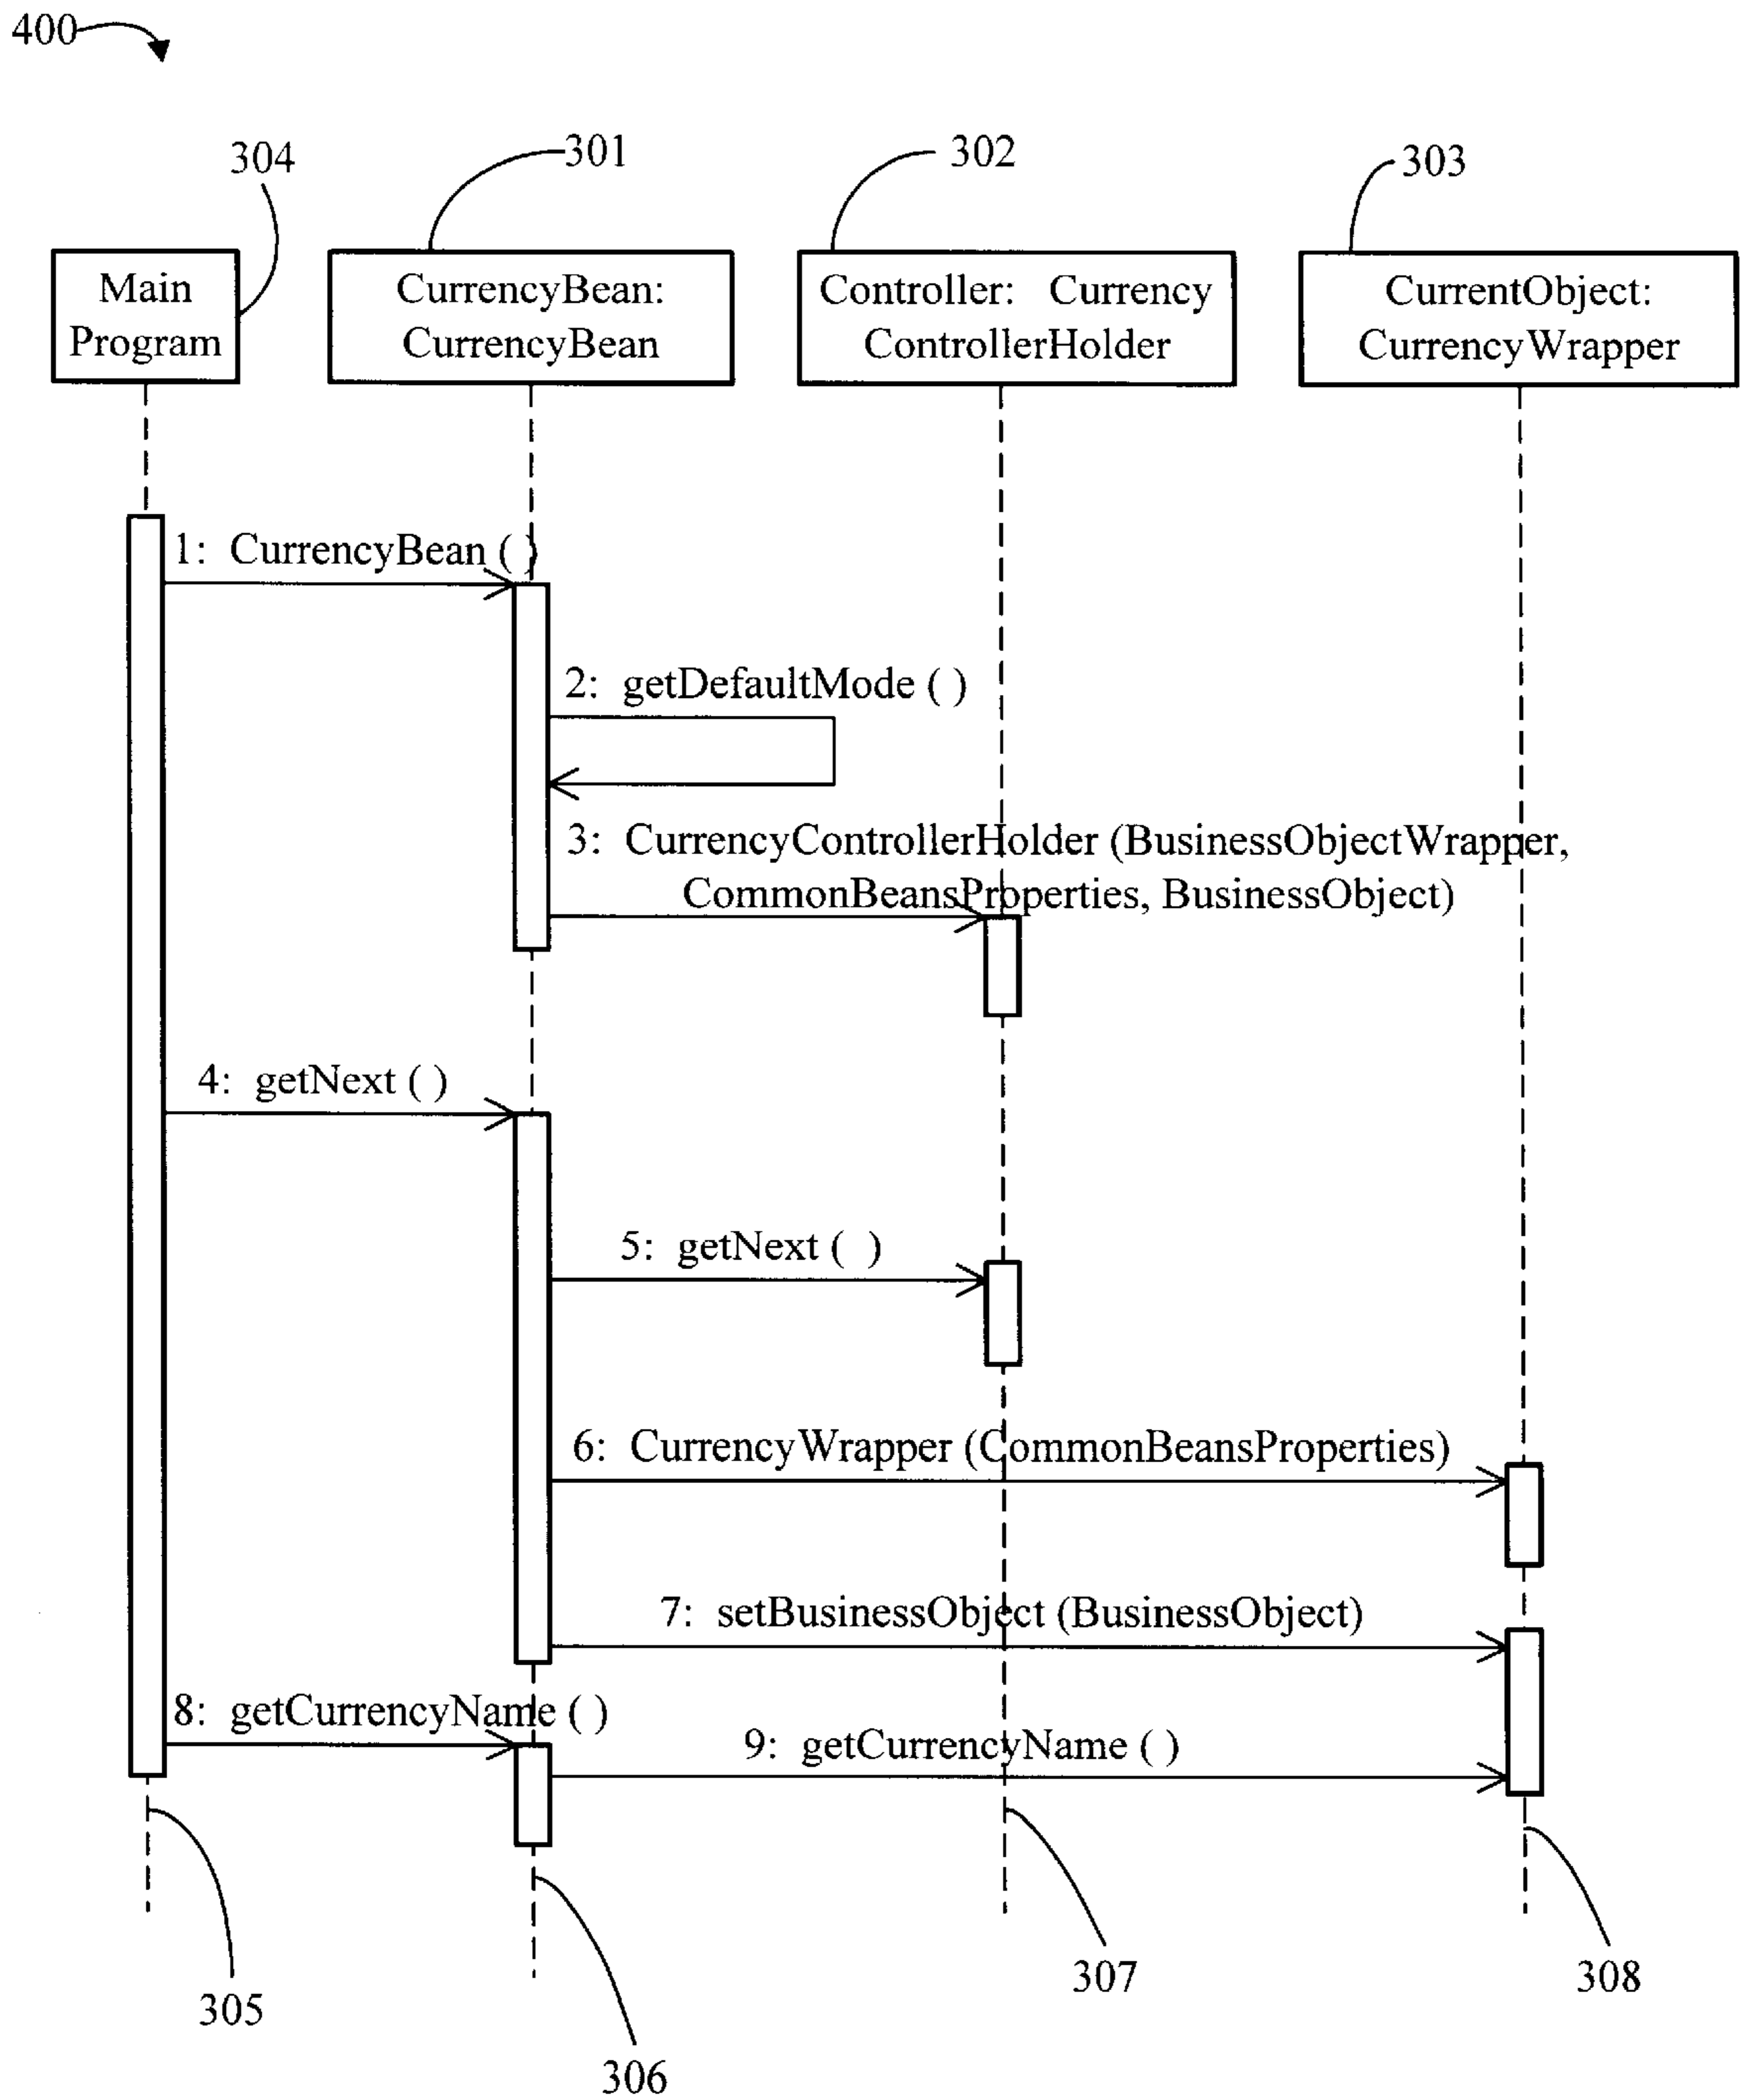 400
304
301
302
303
Main
Program
CurrencyBean:
CurrencyBean
Controller: Currency
ControllerHolder
CurrentObject:
CurrencyWrapper
1: CurrencyBean ( )
2: getDefaultMode ( )
3: CurrencyControllerHolder (BusinessObjectWrapper,
CommonBeansProperties, BusinessObject)
4: getNext ( )
5: getNext ( )
6: CurrencyWrapper (CommonBeansProperties)
7: setBusinessObject (BusinessObject)
8: getCurrencyName ( )
9: getCurrencyName ( )
305
306
307
308